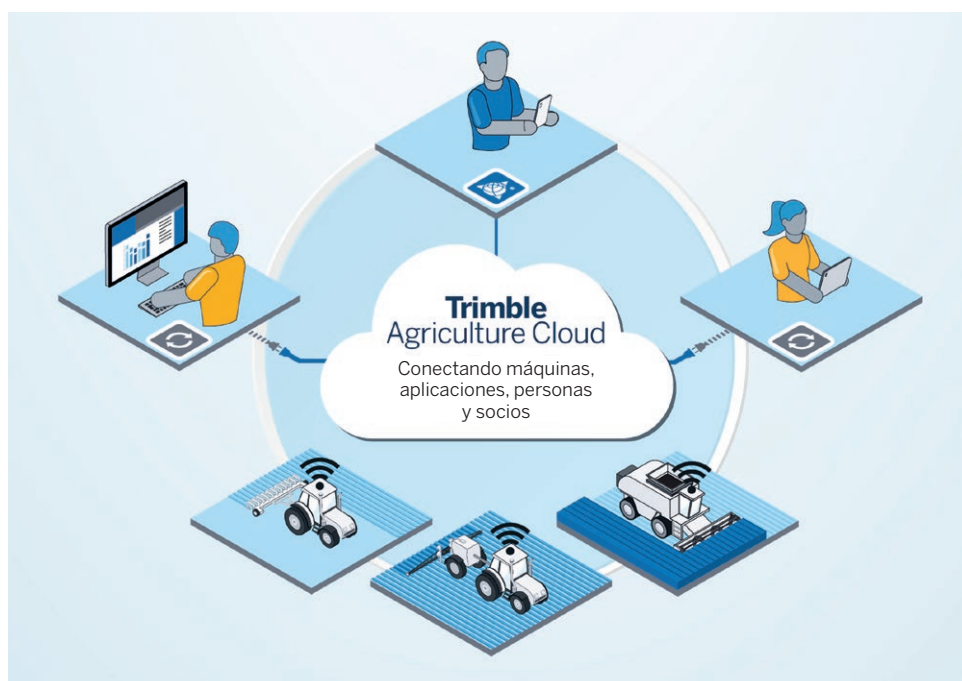 Trimble
Agriculture Cloud
Conectando máquinas,
aplicaciones, personas
y socios